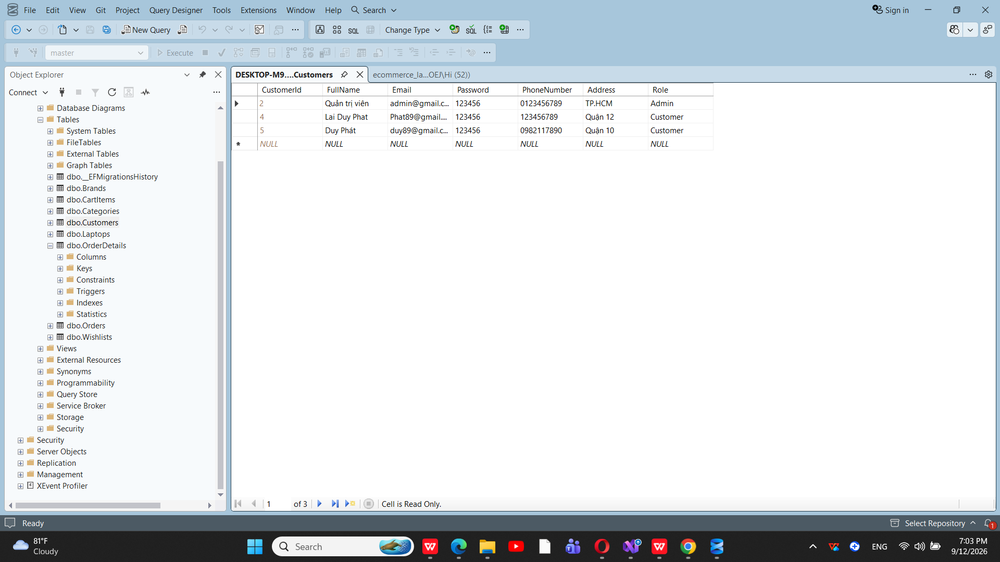 File Edit View Git Project Query Designer Tools Extensions Window Help Search Sign in
New Query SQL Change Type SQL
master Execute
Object Explorer
Connect
Database Diagrams
Tables
System Tables
FileTables
External Tables
Graph Tables
dbo.__EFMigrationsHistory
dbo.Brands
dbo.CartItems
dbo.Categories
dbo.Customers
dbo.Laptops
dbo.OrderDetails
Columns
Keys
Constraints
Triggers
Indexes
Statistics
dbo.Orders
dbo.Wishlists
Views
External Resources
Synonyms
Programmability
Query Store
Service Broker
Storage
Security
Security
Server Objects
Replication
Management
XEvent Profiler
DESKTOP-M9....Customers ecommerce_la...OEJ\Hi (52))
CustomerId FullName Email Password PhoneNumber Address Role
2 Quản trị viên admin@gmail.c... 123456 0123456789 TP.HCM Admin
4 Lai Duy Phat Phat89@gmail.... 123456 123456789 Quận 12 Customer
5 Duy Phát duy89@gmail.c... 123456 0982117890 Quận 10 Customer
NULL NULL NULL NULL NULL NULL NULL
1 of 3 Cell is Read Only.
Ready Select Repository 1
81°F
Cloudy
Search
ENG
7:03 PM
9/12/2026